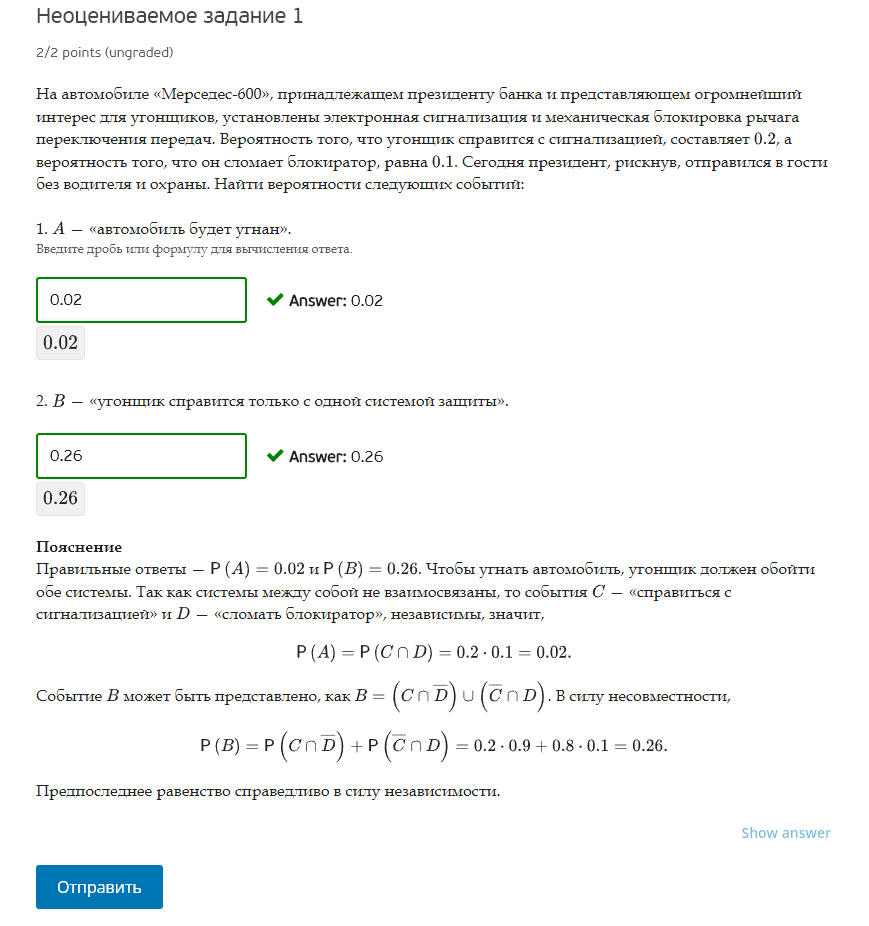 Неоцениваемое задание 1
2/2 points (ungraded)
На автомобиле «Мерседес-600», принадлежащем президенту банка и представляющем огромнейший
интерес для угонщиков, установлены электронная сигнализация и механическая блокировка рычага
переключения передач. Вероятность того, что угонщик справится с сигнализацией, составляет 0.2, а
вероятность того, что он сломает блокиратор, равна 0.1. Сегодня президент, рискнув, отправился в гости
без водителя и охраны. Найти вероятности следующих событий:
1. A — «автомобиль будет угнан».
Введите дробь или формулу для вычисления ответа.
0.02
✔ Answer: 0.02
0.02
2. B — «угонщик справится только с одной системой защиты».
0.26
✔ Answer: 0.26
0.26
Пояснение
Правильные ответы — P (A) = 0.02 и P (B) = 0.26. Чтобы угнать автомобиль, угонщик должен обойти
обе системы. Так как системы между собой не взаимосвязаны, то события C — «справиться с
сигнализацией» и D — «сломать блокиратор», независимы, значит,
P (A) = P (C ∩ D) = 0.2 · 0.1 = 0.02.
Событие B может быть представлено, как B = (C ∩ D̅) ∪ (C̅ ∩ D). В силу несовместности,
P (B) = P (C ∩ D̅) + P (C̅ ∩ D) = 0.2 · 0.9 + 0.8 · 0.1 = 0.26.
Предпоследнее равенство справедливо в силу независимости.
Show answer
Отправить